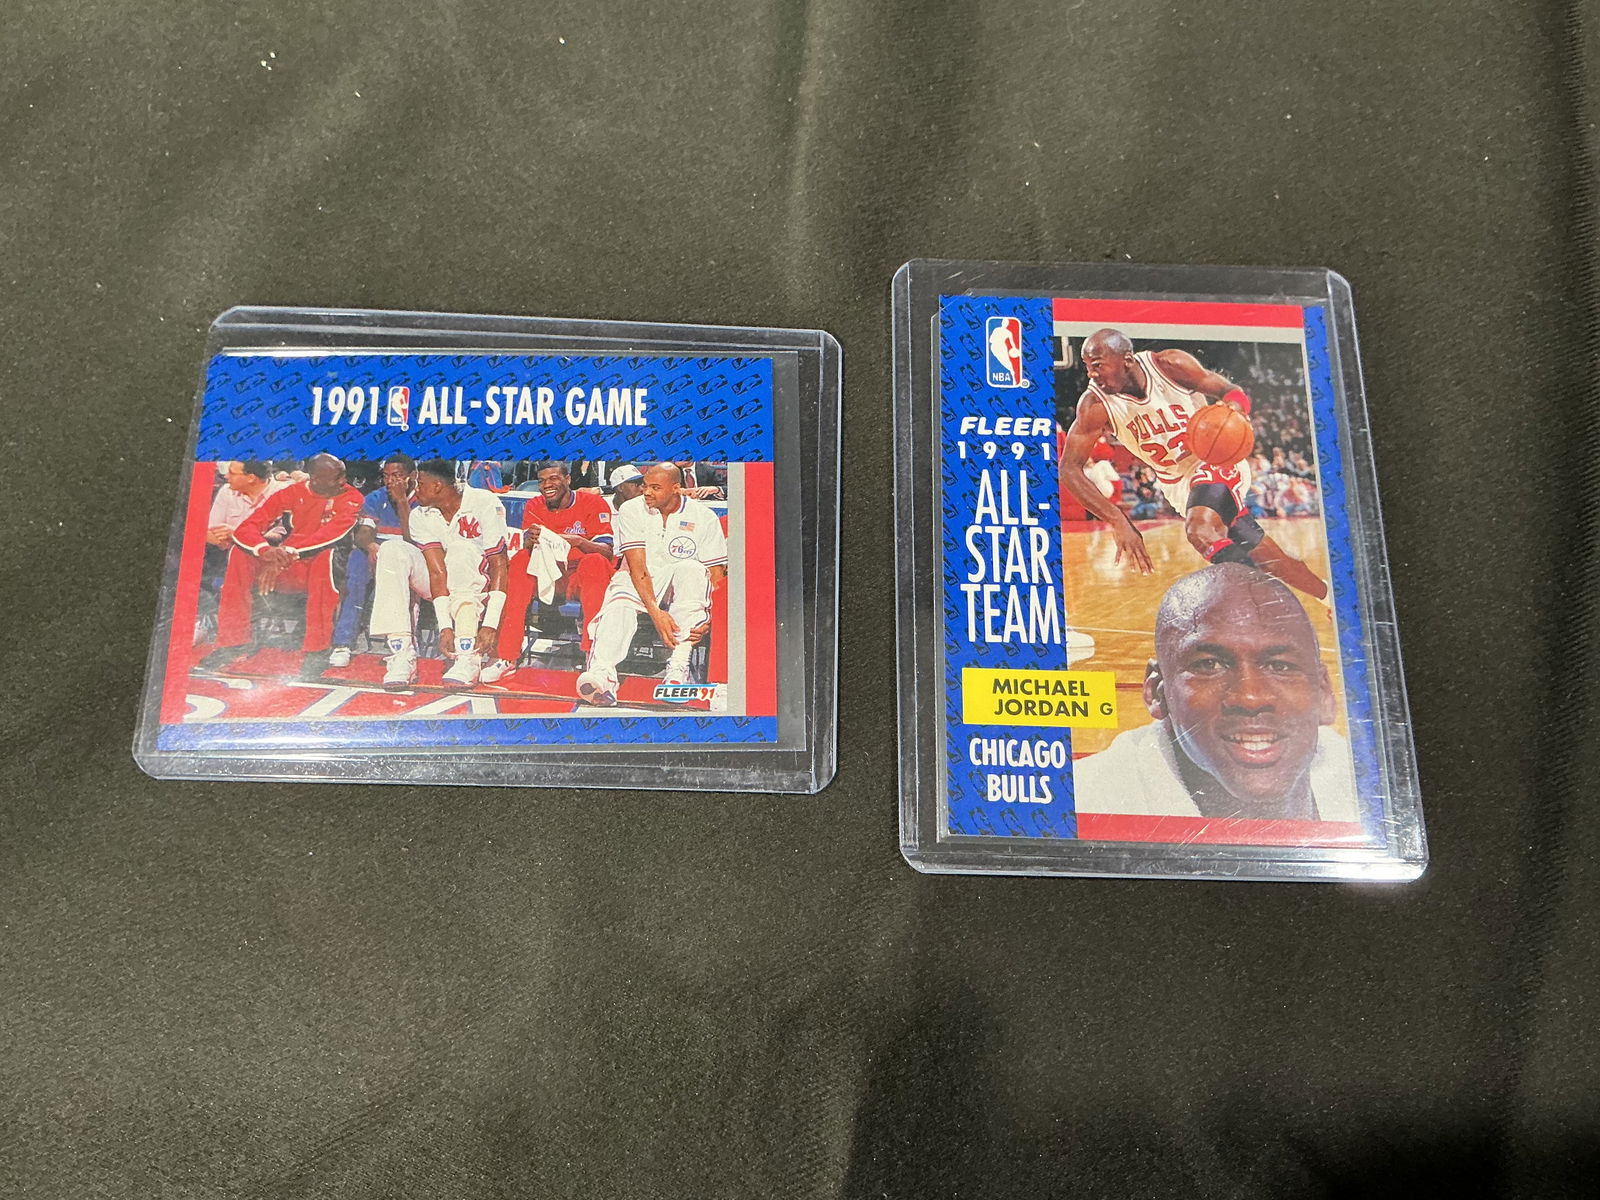 1991 NBA ALL-STAR GAME
76ers
FLEER '91
NBA
FLEER
1991
ALL-
STAR
TEAM
MICHAEL
JORDAN G
CHICAGO
BULLS
BULLS
23